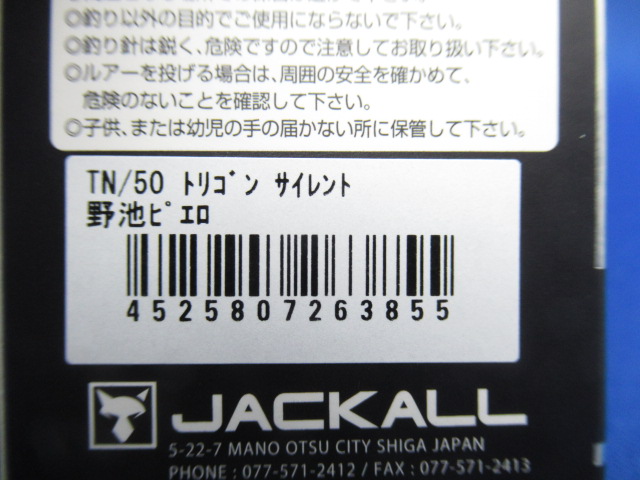 ◎釣り以外の目的でご使用にならないで下さい。
◎釣り針は鋭く、危険ですので注意してお取り扱い下さい。
◎ルアーを投げる場合は、周囲の安全を確かめて、
危険のないことを確認して下さい。
◎子供、または幼児の手の届かない所に保管して下さい。
TN/50 ﾄﾘｺﾞﾝ ｻｲﾚﾝﾄ
野池ﾋﾟｴﾛ
4525807263855
JACKALL
5-22-7 MANO OTSU CITY SHIGA JAPAN
PHONE : 077-571-2412 / FAX : 077-571-2413